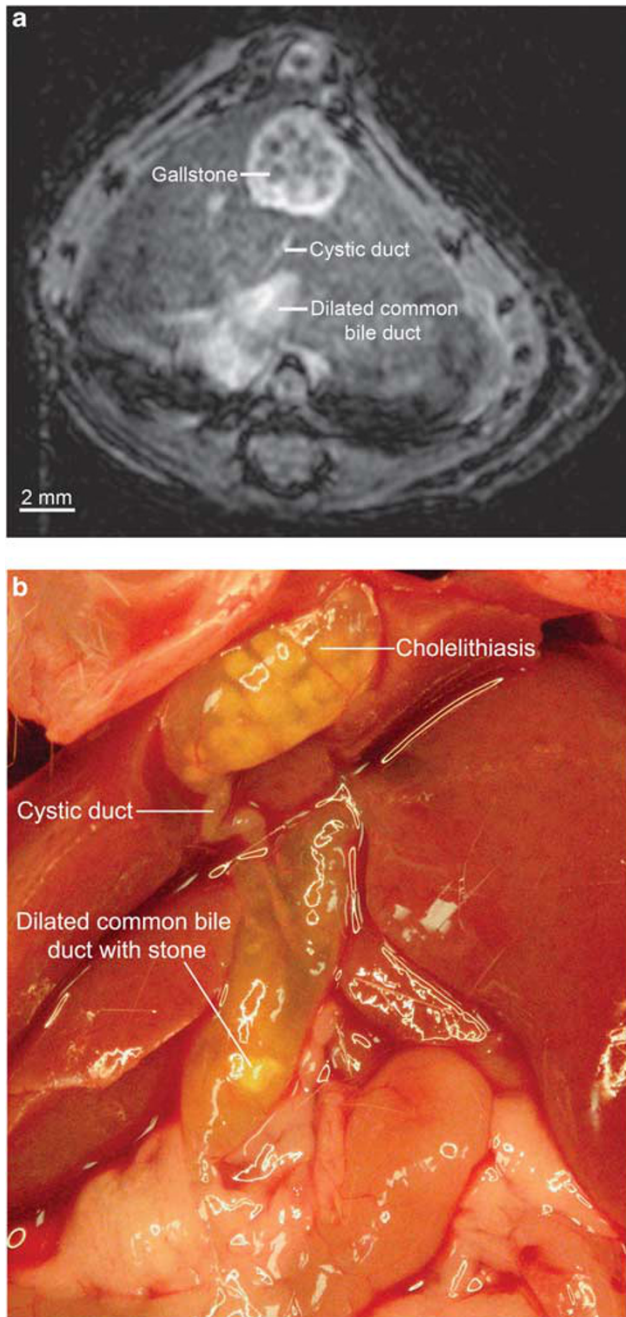 a
Gallstone
Cystic duct
Dilated common
bile duct
2 mm
b
Cholelithiasis
Cystic duct
Dilated common bile
duct with stone